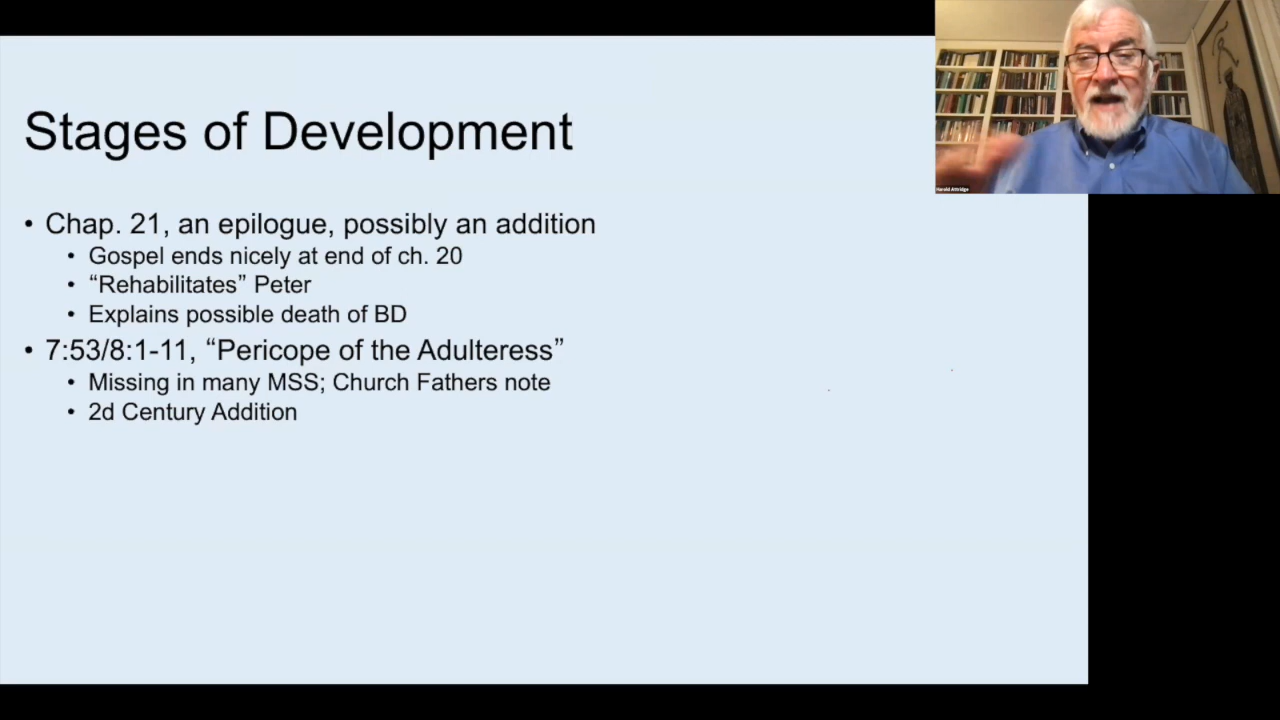 Stages of Development
• Chap. 21, an epilogue, possibly an addition
• Gospel ends nicely at end of ch. 20
• “Rehabilitates” Peter
• Explains possible death of BD
• 7:53/8:1-11, “Pericope of the Adulteress”
• Missing in many MSS; Church Fathers note
• 2d Century Addition
Harold Attridge